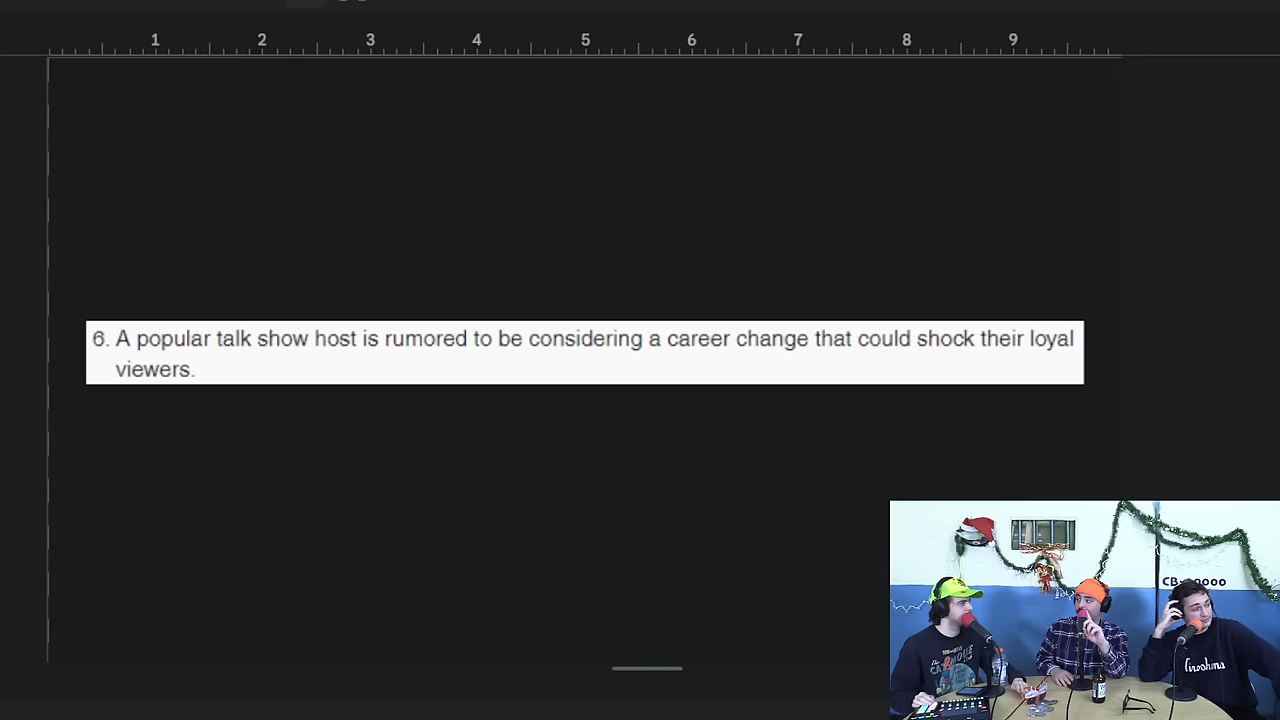 1 2 3 4 5 6 7 8 9
6. A popular talk show host is rumored to be considering a career change that could shock their loyal
viewers.